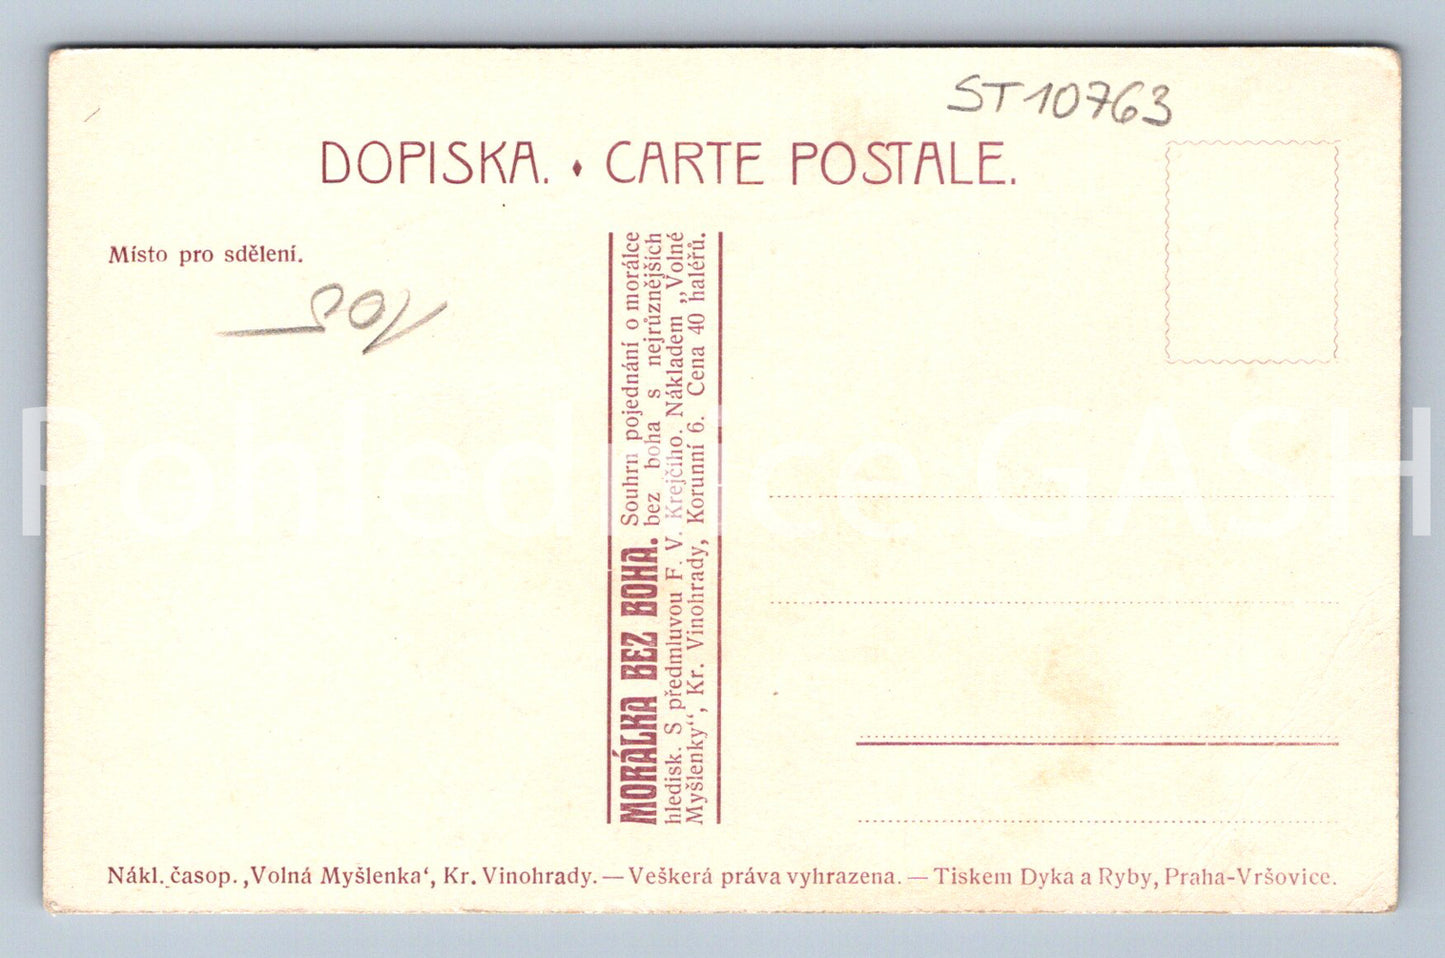 ST10763
DOPISKA. ♦ CARTE POSTALE.
Místo pro sdělení.
MORÁLKA BEZ BOHA. Souhrn pojednání o morálce
bez boha s nejrůznějších
hledisk. S předmluvou F. V. Krejčího. Nákladem „Volné
Myšlenky“, Kr. Vinohrady, Korunní 6. Cena 40 haléřů.
Pohlednice GASH
Nákl. časop. ‚Volná Myšlenka‘, Kr. Vinohrady. — Veškerá práva vyhrazena. — Tiskem Dyka a Ryby, Praha-Vršovice.